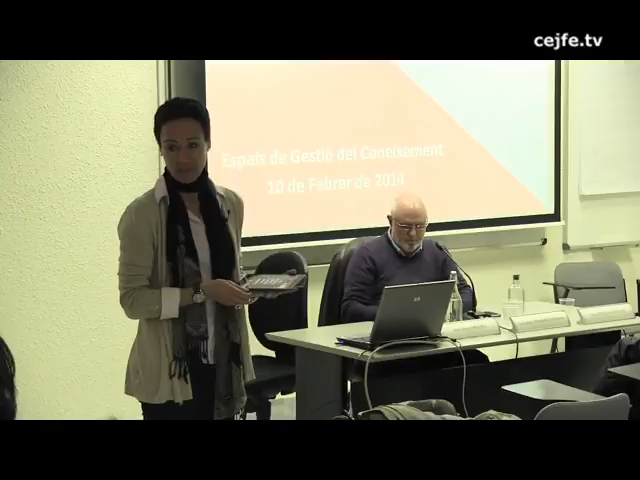 cejfe.tv
Espais de Gestió del Coneixement
10 de Febrer de 2014